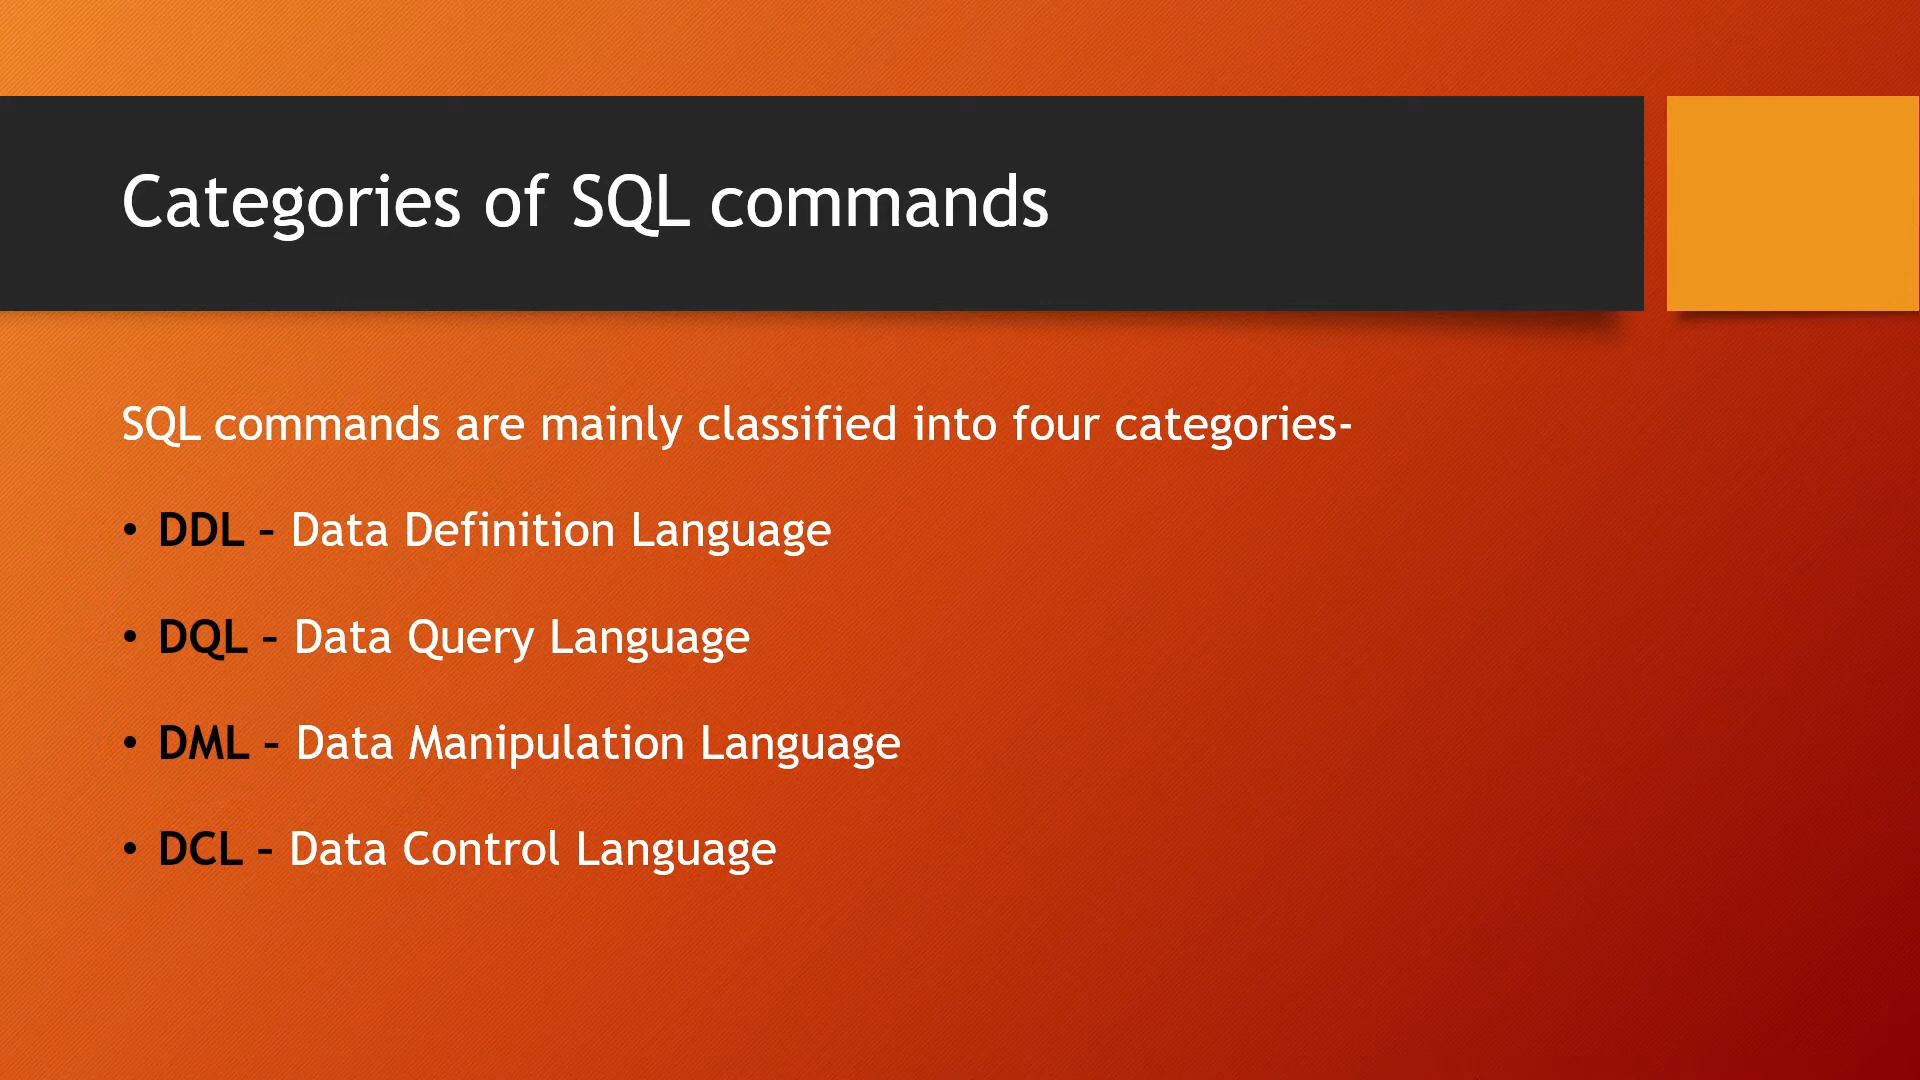 Categories of SQL commands
SQL commands are mainly classified into four categories-
• DDL – Data Definition Language
• DQL – Data Query Language
• DML – Data Manipulation Language
• DCL – Data Control Language